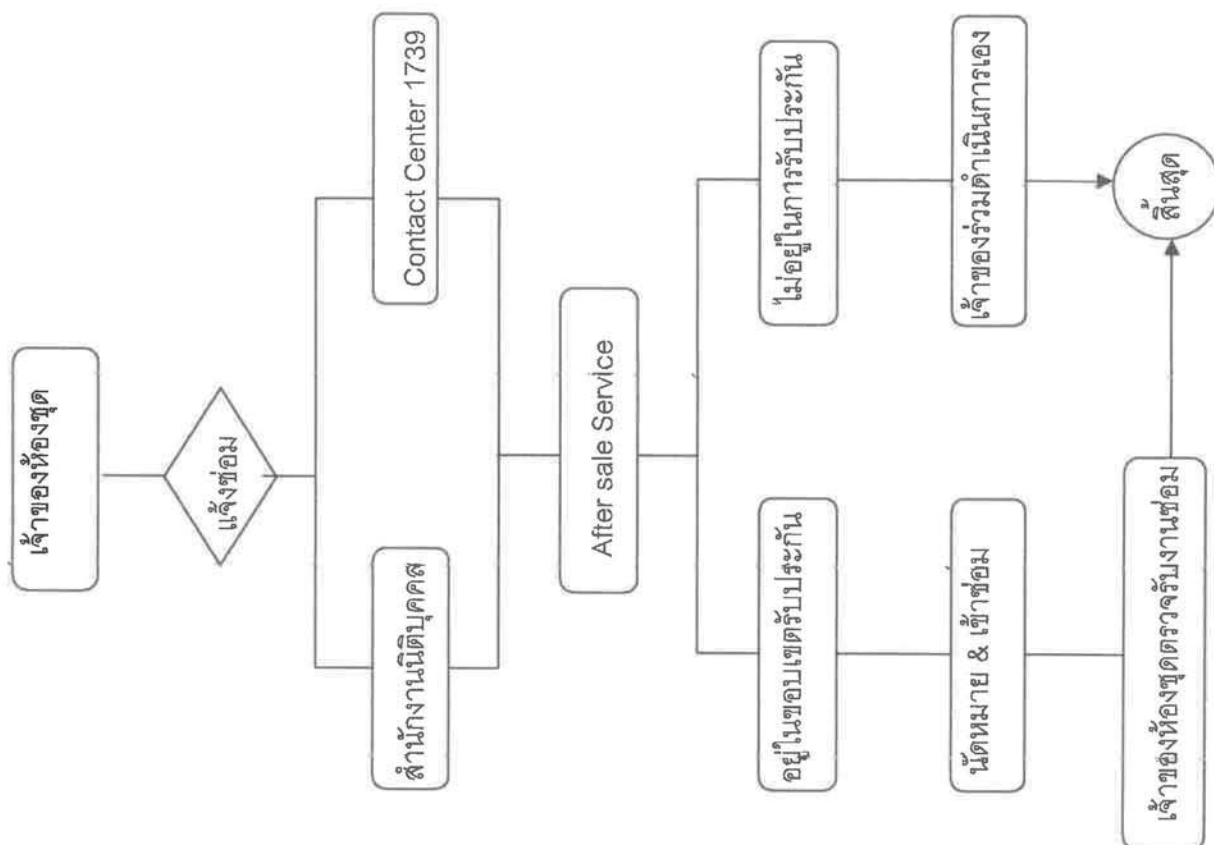 เจ้าของห้องชุด
แจ้งซ่อม
สำนักงานนิติบุคคล
Contact Center 1739
After sale Service
อยู่ในขอบเขตรับประกัน
ไม่อยู่ในการรับประกัน
นัดหมาย & เข้าซ่อม
เจ้าของร่วมดำเนินการเอง
เจ้าของห้องชุดตรวจรับงานซ่อม
สิ้นสุด